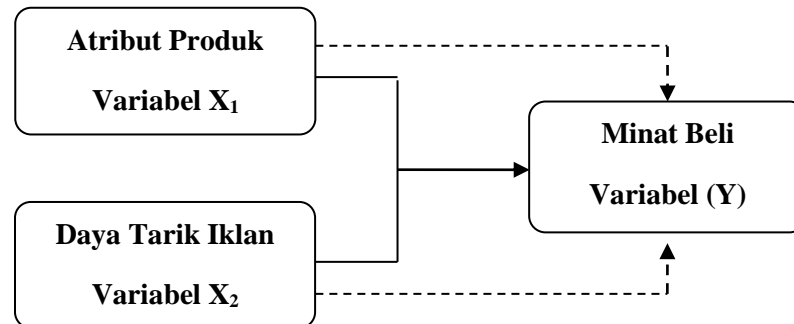 Atribut Produk
Variabel X₁
Daya Tarik Iklan
Variabel X₂
Minat Beli
Variabel (Y)